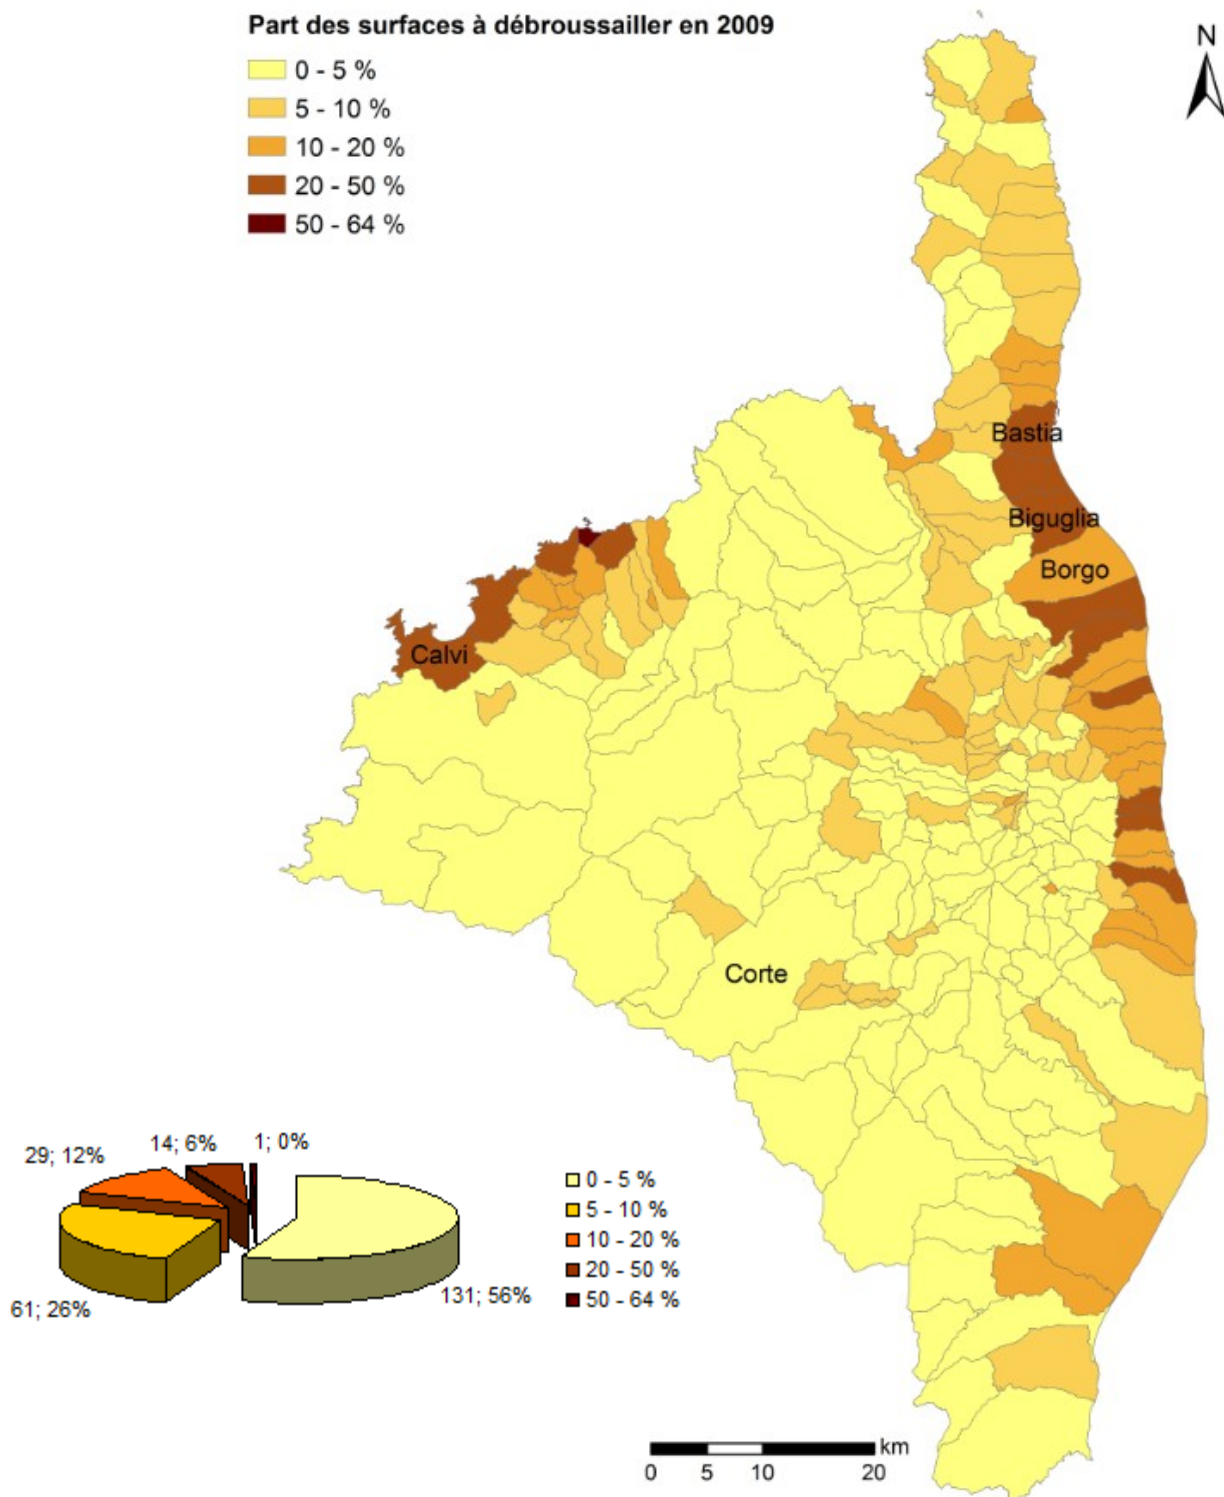 Part des surfaces à débroussailler en 2009
0 - 5 %
5 - 10 %
10 - 20 %
20 - 50 %
50 - 64 %
N
Bastia
Biguglia
Borgo
Calvi
Corte
14; 6%
1; 0%
29; 12%
61; 26%
131; 56%
0 - 5 %
5 - 10 %
10 - 20 %
20 - 50 %
50 - 64 %
km
0 5 10 20